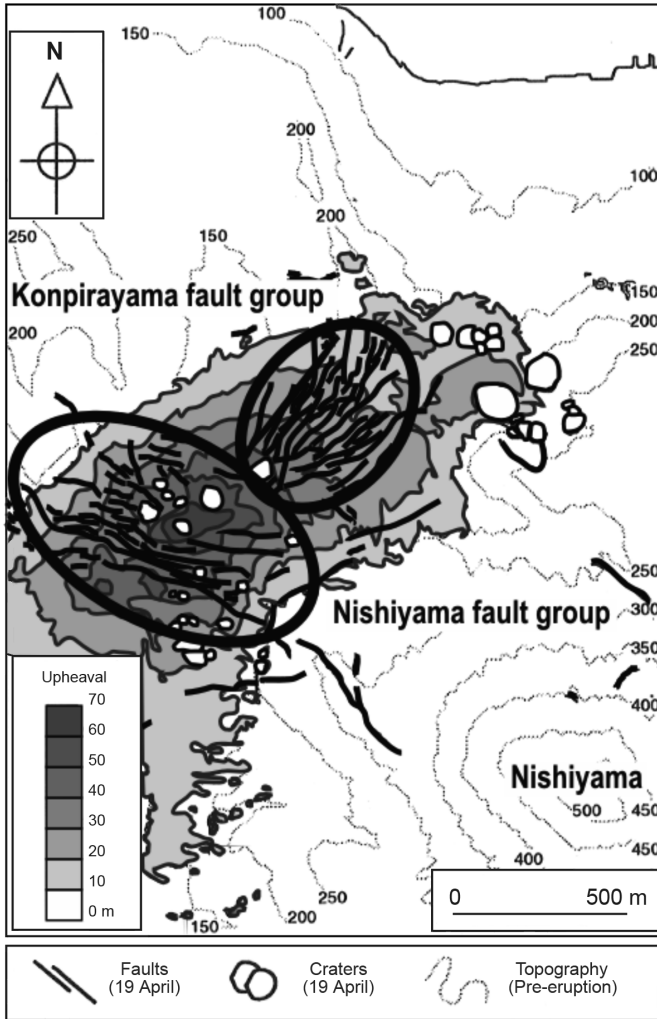 100
150
N
200
100
200
250
150
Konpirayama fault group
150
200
200
250
250
Nishiyama fault group
300
350
Upheaval
70
400
60
50
Nishiyama
40
500
450
30
20
450
400
10
0
500 m
250
0 m
200
150
Faults
(19 April)
Craters
(19 April)
Topography
(Pre-eruption)